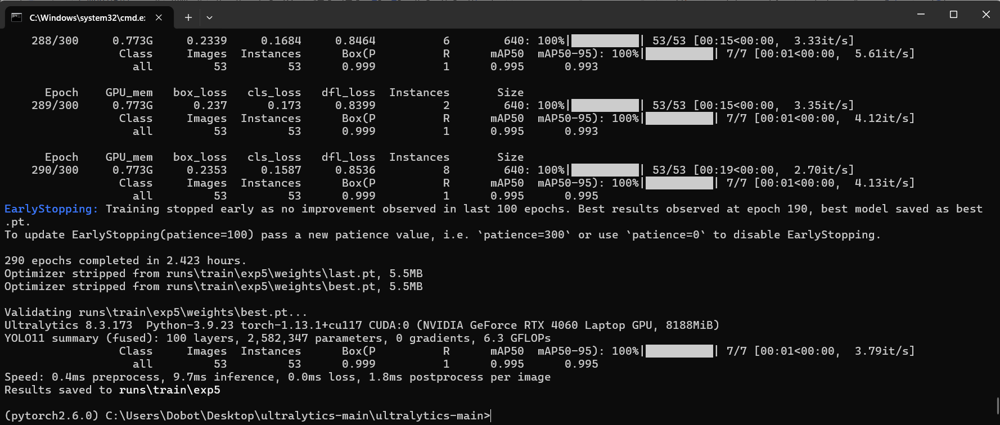 C:\Windows\system32\cmd.e
288/300 0.773G 0.2339 0.1684 0.8464 6 640: 100%|██████████| 53/53 [00:15<00:00, 3.33it/s]
Class Images Instances Box(P R mAP50 mAP50-95): 100%|██████████| 7/7 [00:01<00:00, 5.61it/s]
all 53 53 0.999 1 0.995 0.993
Epoch GPU_mem box_loss cls_loss dfl_loss Instances Size
289/300 0.773G 0.237 0.173 0.8399 2 640: 100%|██████████| 53/53 [00:15<00:00, 3.35it/s]
Class Images Instances Box(P R mAP50 mAP50-95): 100%|██████████| 7/7 [00:01<00:00, 4.12it/s]
all 53 53 0.999 1 0.995 0.993
Epoch GPU_mem box_loss cls_loss dfl_loss Instances Size
290/300 0.773G 0.2353 0.1587 0.8536 8 640: 100%|██████████| 53/53 [00:19<00:00, 2.70it/s]
Class Images Instances Box(P R mAP50 mAP50-95): 100%|██████████| 7/7 [00:01<00:00, 4.13it/s]
all 53 53 0.999 1 0.995 0.995
EarlyStopping: Training stopped early as no improvement observed in last 100 epochs. Best results observed at epoch 190, best model saved as best
.pt.
To update EarlyStopping(patience=100) pass a new patience value, i.e. `patience=300` or use `patience=0` to disable EarlyStopping.
290 epochs completed in 2.423 hours.
Optimizer stripped from runs\train\exp5\weights\last.pt, 5.5MB
Optimizer stripped from runs\train\exp5\weights\best.pt, 5.5MB
Validating runs\train\exp5\weights\best.pt...
Ultralytics 8.3.173 Python-3.9.23 torch-1.13.1+cu117 CUDA:0 (NVIDIA GeForce RTX 4060 Laptop GPU, 8188MiB)
YOLO11 summary (fused): 100 layers, 2,582,347 parameters, 0 gradients, 6.3 GFLOPs
Class Images Instances Box(P R mAP50 mAP50-95): 100%|██████████| 7/7 [00:01<00:00, 3.79it/s]
all 53 53 0.999 1 0.995 0.995
Speed: 0.4ms preprocess, 9.7ms inference, 0.0ms loss, 1.8ms postprocess per image
Results saved to runs\train\exp5
(pytorch2.6.0) C:\Users\Dobot\Desktop\ultralytics-main\ultralytics-main>